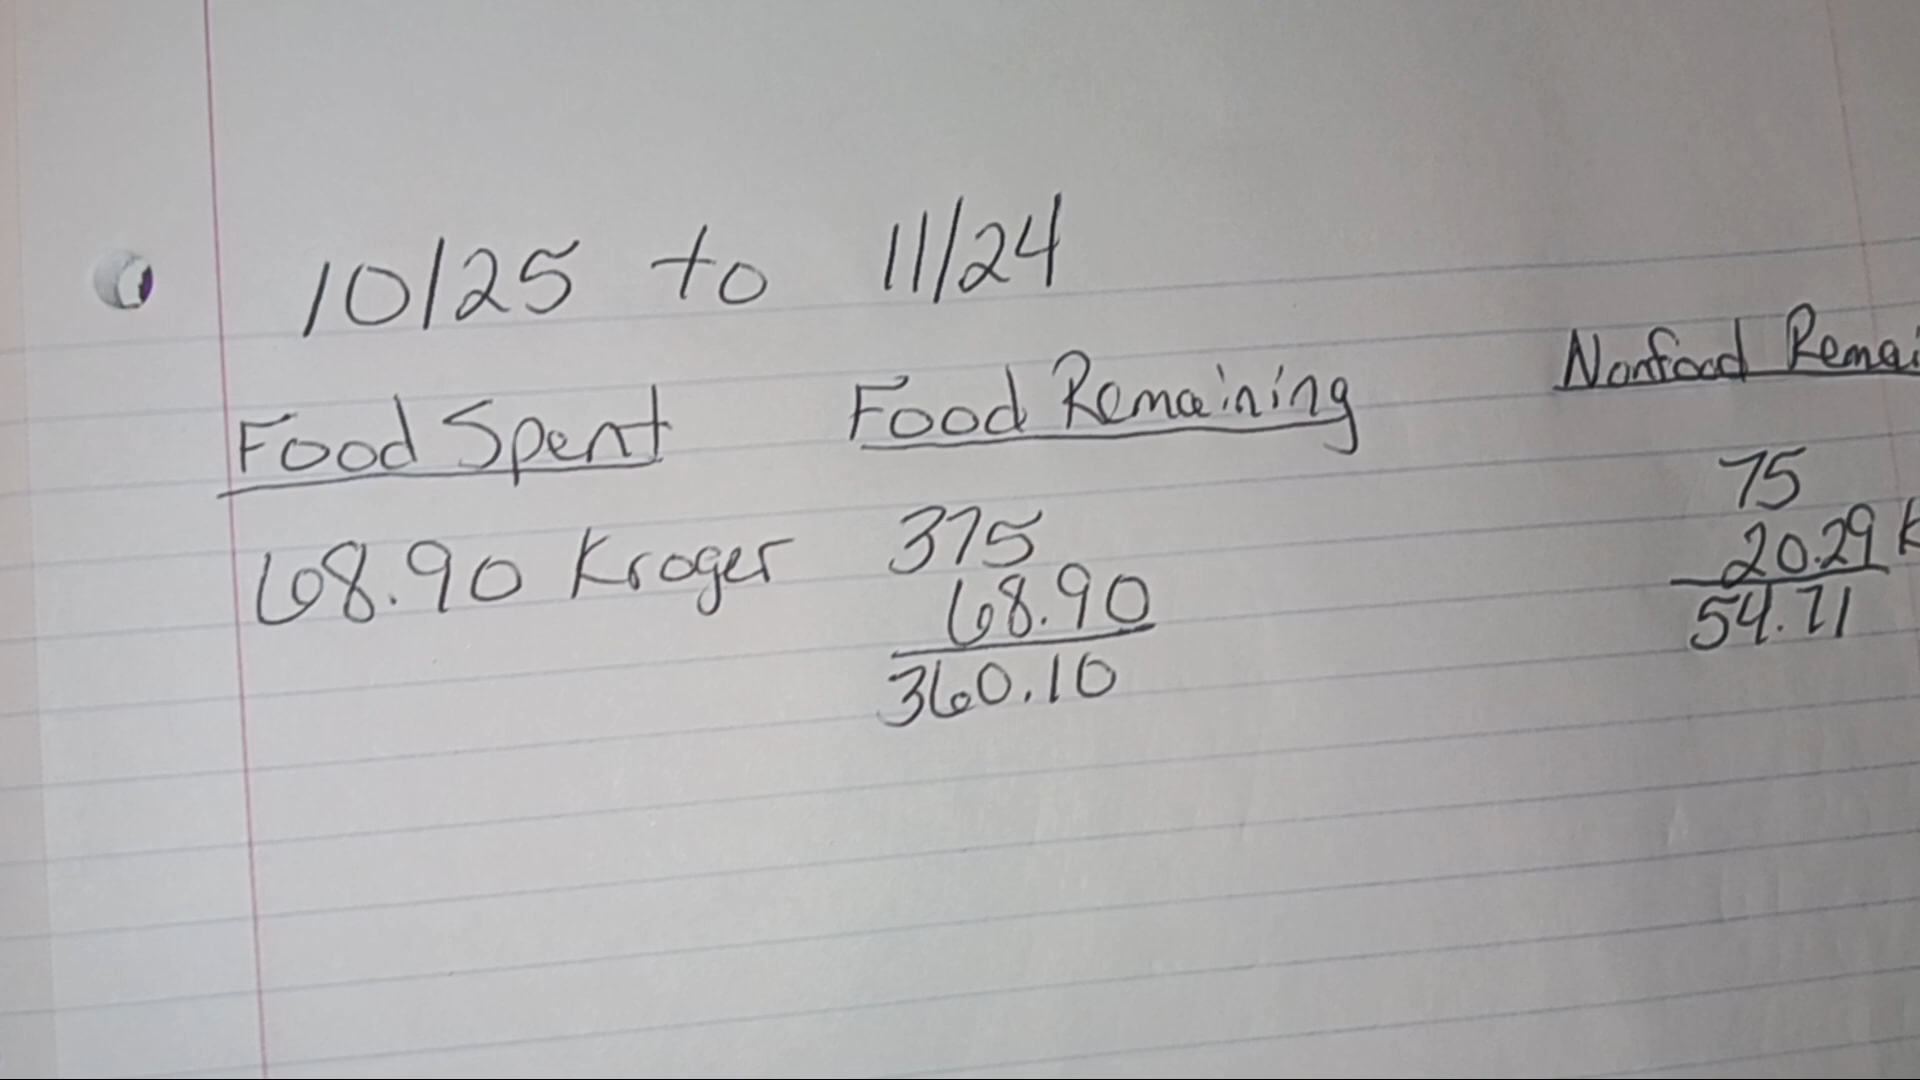 10/25 to 11/24
Food Spent Food Remaining Nonfood
68.90 Kroger 375 75
68.90 20.29
360.10 54.71